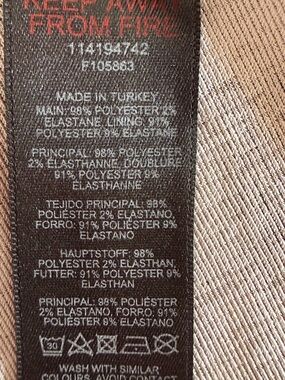 KEEP AWAY
FROM FIRE
114194742
F105863
MADE IN TURKEY
MAIN: 98% POLYESTER 2%
ELASTANE LINING: 91%
POLYESTER 9% ELASTANE
PRINCIPAL: 98% POLYESTER
2% ÉLASTHANNE, DOUBLURE:
91% POLYESTER 9%
ÉLASTHANNE
TEJIDO PRINCIPAL: 98%
POLIÉSTER 2% ELASTANO,
FORRO: 91% POLIÉSTER 9%
ELASTANO
HAUPTSTOFF: 98%
POLYESTER 2% ELASTHAN,
FUTTER: 91% POLYESTER 9%
ELASTHAN
PRINCIPAL: 98% POLIÉSTER
2% ELASTANO, FORRO: 91%
POLIÉSTER 9% ELASTANO
30
WASH WITH SIMILAR
COLOURS, AVOID CONTACT